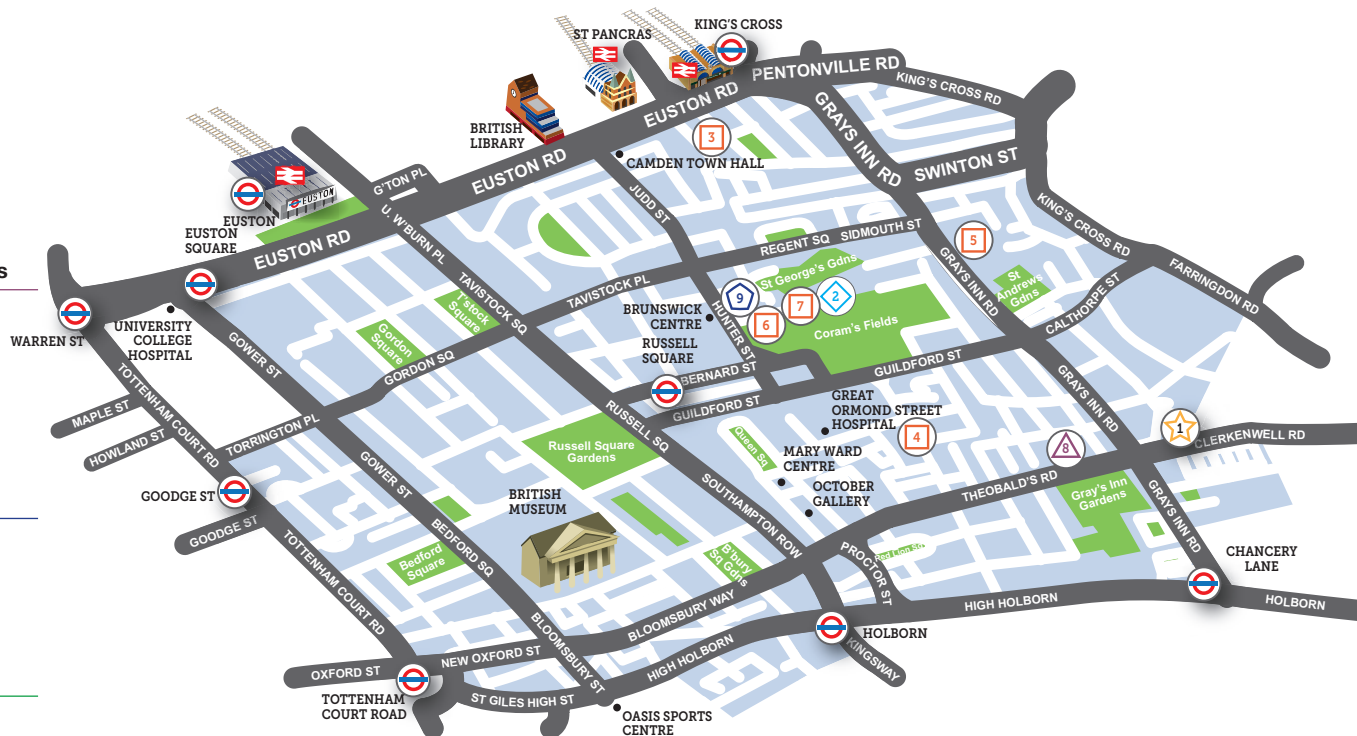 KING'S CROSS
ST PANCRAS
PENTONVILLE RD
KING'S CROSS RD
EUSTON RD
GRAYS INN RD
BRITISH
LIBRARY
3
CAMDEN TOWN HALL
EUSTON RD
SWINTON ST
G'TON PL
JUDD ST
EUSTON
EUSTON
U. W'BURN PL
EUSTON
SQUARE
EUSTON RD
REGENT SQ
SIDMOUTH ST
5
KING'S CROSS RD
GRAYS INN RD
FARRINGDON RD
s
TAVISTOCK SQ
TAVISTOCK PL
St George's Gdns
St
Andrews
Gdns
CALTHORPE ST
T'stock
Square
9
7
2
6
HUNTER ST
BRUNSWICK
CENTRE
Coram's Fields
WARREN ST
UNIVERSITY
COLLEGE
HOSPITAL
GOWER ST
Gordon
Square
GORDON SQ
RUSSELL
SQUARE
BERNARD ST
GUILDFORD ST
GUILDFORD ST
GRAYS INN RD
MAPLE ST
HOWLAND ST
TOTTENHAM COURT RD
TORRINGTON PL
RUSSELL SQ
GREAT
ORMOND STREET
HOSPITAL
4
8
1
CLERKENWELL RD
Russell Square
Gardens
Queen Sq
MARY WARD
CENTRE
OCTOBER
GALLERY
THEOBALD'S RD
Gray's Inn
Gardens
GRAYS INN RD
GOWER ST
GOODGE ST
GOODGE ST
BRITISH
MUSEUM
SOUTHAMPTON ROW
BEDFORD SQ
Bedford
Square
B'bury
Sq Gdns
PROCTOR ST
Red Lion Sq
CHANCERY
LANE
TOTTENHAM COURT RD
BLOOMSBURY WAY
BLOOMSBURY ST
HIGH HOLBORN
HOLBORN
HOLBORN
KINGSWAY
NEW OXFORD ST
HIGH HOLBORN
OXFORD ST
ST GILES HIGH ST
TOTTENHAM
COURT ROAD
OASIS SPORTS
CENTRE